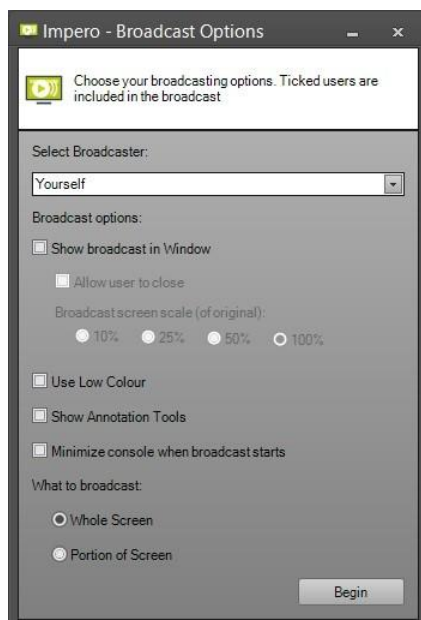 Impero - Broadcast Options
Choose your broadcasting options. Ticked users are
included in the broadcast
Select Broadcaster:
Yourself
Broadcast options:
Show broadcast in Window
Allow user to close
Broadcast screen scale (of original):
10% 25% 50% 100%
Use Low Colour
Show Annotation Tools
Minimize console when broadcast starts
What to broadcast:
Whole Screen
Portion of Screen
Begin